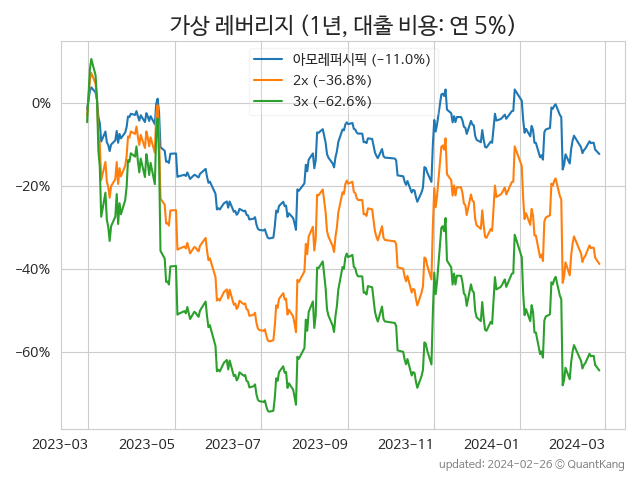 가상 레버리지 (1년, 대출 비용: 연 5%)
아모레퍼시픽 (−11.0%)
2x (−36.8%)
3x (−62.6%)
0%
−20%
−40%
−60%
2023−03
2023−05
2023−07
2023−09
2023−11
2024−01
2024−03
updated: 2024-02-26 © QuantKang